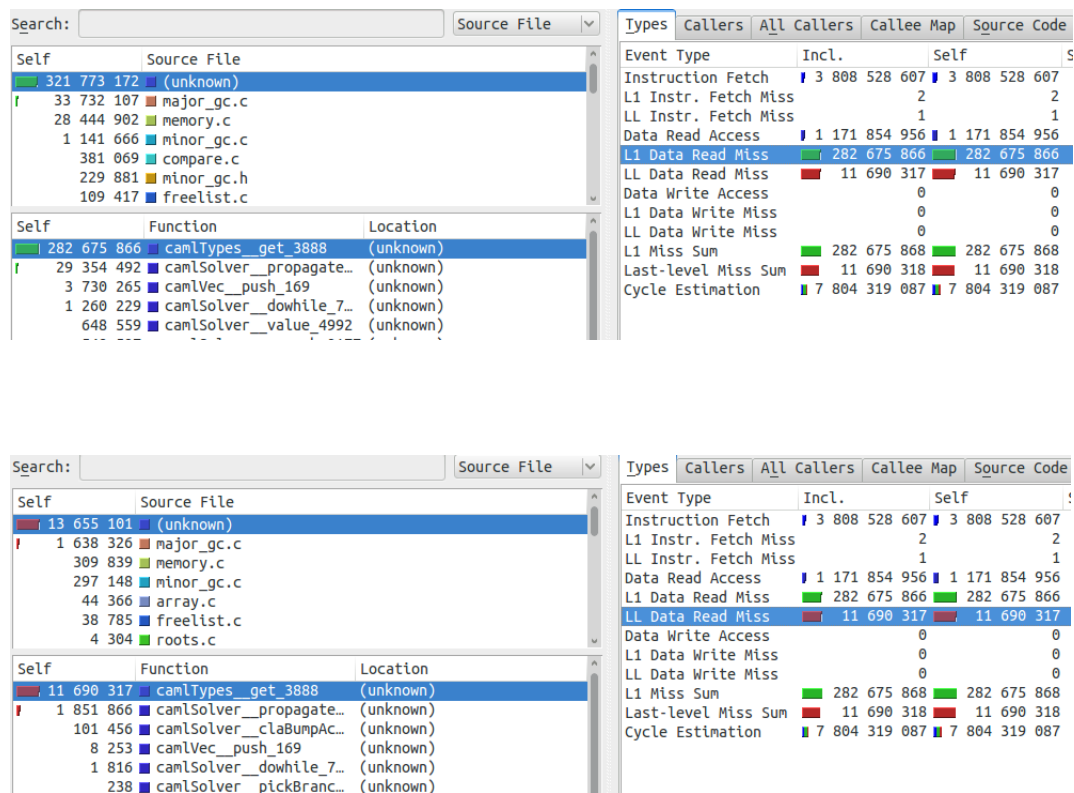 Search: Source File
Self Source File
321 773 172 (unknown)
33 732 107 major_gc.c
28 444 902 memory.c
1 141 666 minor_gc.c
381 069 compare.c
229 881 minor_gc.h
109 417 freelist.c
Self Function Location
282 675 866 camlTypes__get_3888 (unknown)
29 354 492 camlSolver__propagate… (unknown)
3 730 265 camlVec__push_169 (unknown)
1 260 229 camlSolver__dowhile_7… (unknown)
648 559 camlSolver__value_4992 (unknown)
Types Callers All Callers Callee Map Source Code
Event Type Incl. Self S
Instruction Fetch 3 808 528 607 3 808 528 607
L1 Instr. Fetch Miss 2 2
LL Instr. Fetch Miss 1 1
Data Read Access 1 171 854 956 1 171 854 956
L1 Data Read Miss 282 675 866 282 675 866
LL Data Read Miss 11 690 317 11 690 317
Data Write Access 0 0
L1 Data Write Miss 0 0
LL Data Write Miss 0 0
L1 Miss Sum 282 675 868 282 675 868
Last-level Miss Sum 11 690 318 11 690 318
Cycle Estimation 7 804 319 087 7 804 319 087
Search: Source File
Self Source File
13 655 101 (unknown)
1 638 326 major_gc.c
309 839 memory.c
297 148 minor_gc.c
44 366 array.c
38 785 freelist.c
4 304 roots.c
Self Function Location
11 690 317 camlTypes__get_3888 (unknown)
1 851 866 camlSolver__propagate… (unknown)
101 456 camlSolver__claBumpAc… (unknown)
8 253 camlVec__push_169 (unknown)
1 816 camlSolver__dowhile_7… (unknown)
238 camlSolver__pickBranc… (unknown)
Types Callers All Callers Callee Map Source Code
Event Type Incl. Self S
Instruction Fetch 3 808 528 607 3 808 528 607
L1 Instr. Fetch Miss 2 2
LL Instr. Fetch Miss 1 1
Data Read Access 1 171 854 956 1 171 854 956
L1 Data Read Miss 282 675 866 282 675 866
LL Data Read Miss 11 690 317 11 690 317
Data Write Access 0 0
L1 Data Write Miss 0 0
LL Data Write Miss 0 0
L1 Miss Sum 282 675 868 282 675 868
Last-level Miss Sum 11 690 318 11 690 318
Cycle Estimation 7 804 319 087 7 804 319 087